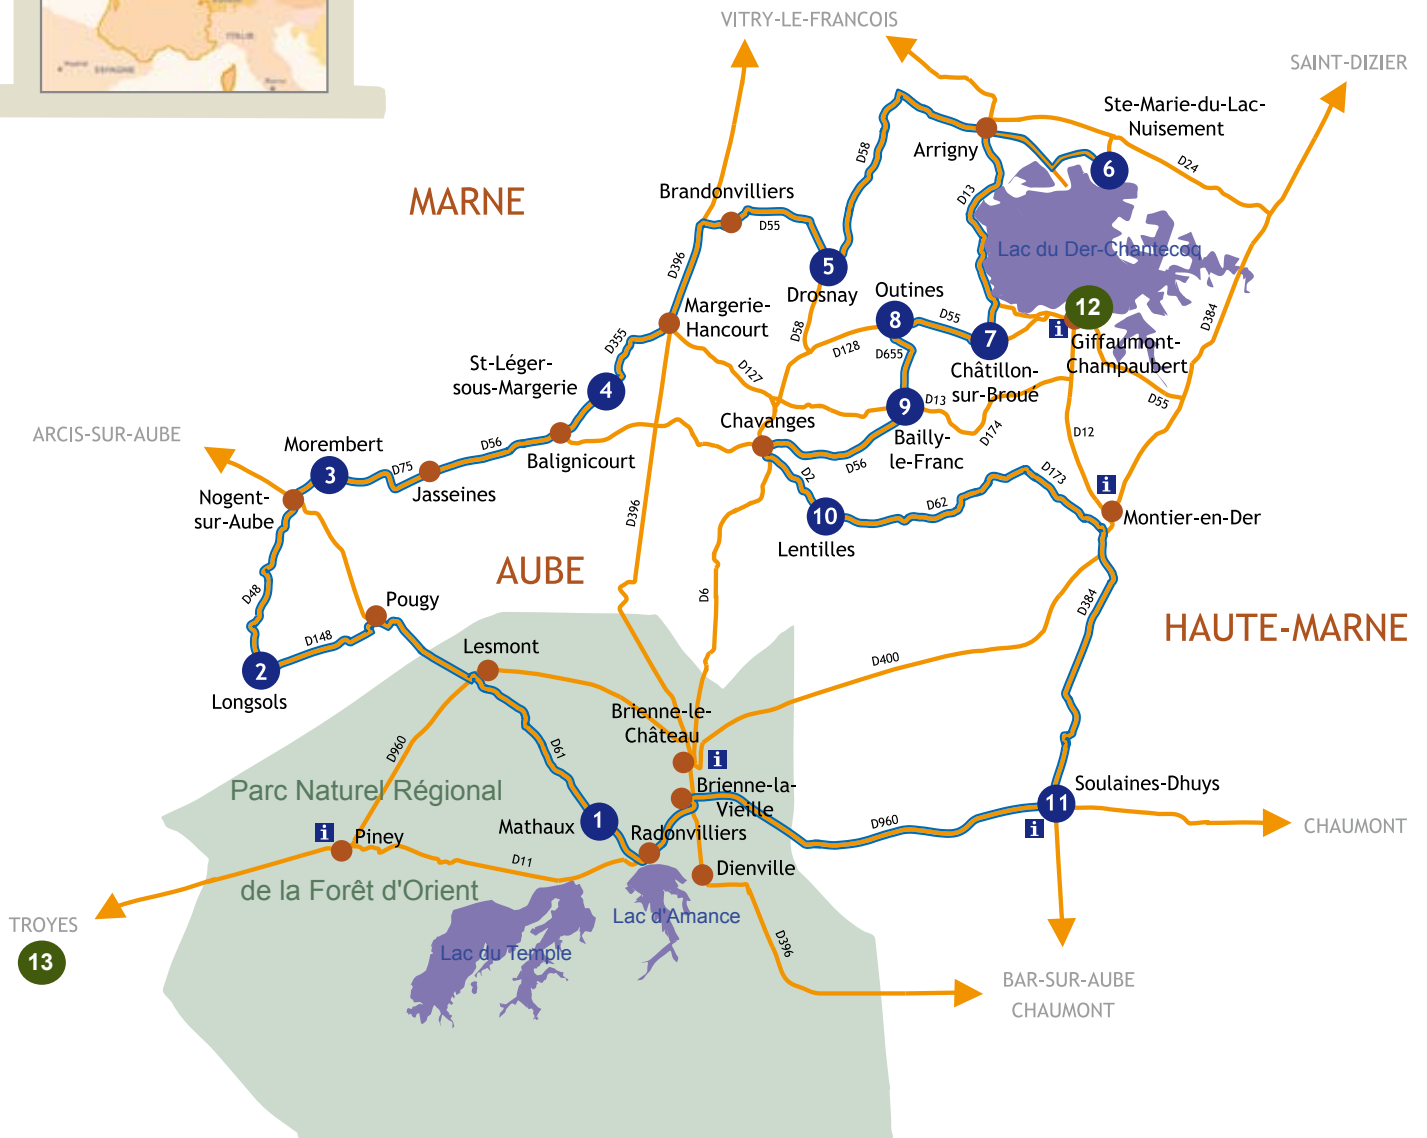 VITRY-LE-FRANCOIS
ITALIE
Madrid
ESPAGNE
SAINT-DIZIER
Ste-Marie-du-Lac-
Nuisement
Arrigny
6
D58
D24
D13
MARNE
Brandonvilliers
D55
D396
Lac du Der-Chantecoq
5
Drosnay
Outines
8
D55
12
D384
Margerie-
Hancourt
D58
D128
D655
7
i
Giffaumont-
Champaubert
D355
St-Léger-
sous-Margerie
4
D127
Châtillon-
sur-Broué
D55
9
D13
D174
D12
ARCIS-SUR-AUBE
Morembert
3
D75
D56
Balignicourt
Chavanges
Bailly-
le-Franc
D56
Jasseines
D2
D173
Nogent-
sur-Aube
D396
10
Lentilles
D62
i
Montier-en-Der
AUBE
D48
Pougy
D6
D384
D148
2
Longsols
Lesmont
D400
HAUTE-MARNE
Brienne-le-
Château
i
D960
D61
Parc Naturel Régional
Brienne-la-
Vieille
Soulaines-Dhuys
11
i
D960
CHAUMONT
Mathaux
1
Radonvilliers
i
Piney
D11
Dienville
de la Forêt d'Orient
TROYES
13
Lac d'Amance
Lac du Temple
D396
BAR-SUR-AUBE
CHAUMONT